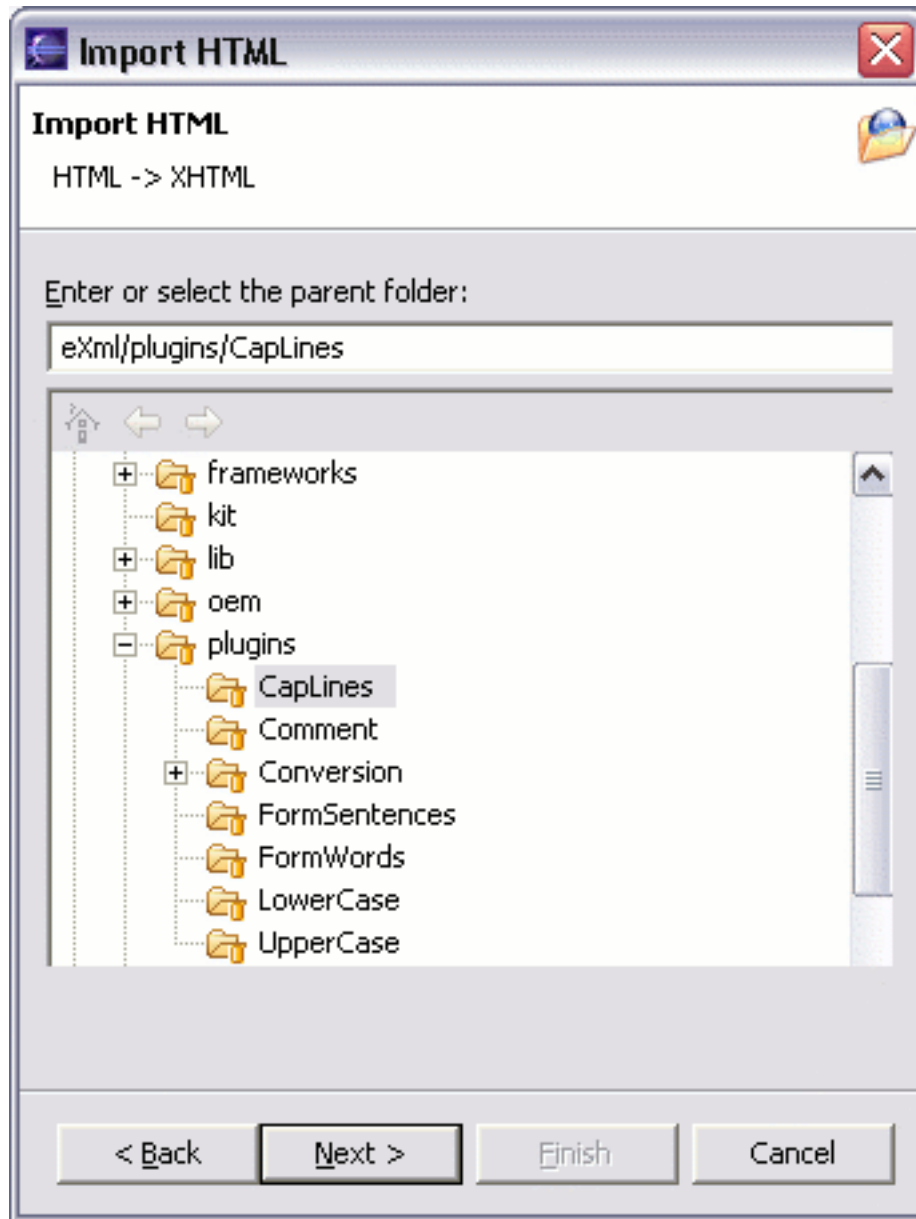 Import HTML
Import HTML
HTML -> XHTML
Enter or select the parent folder:
eXml/plugins/CapLines
frameworks
kit
lib
oem
plugins
CapLines
Comment
Conversion
FormSentences
FormWords
LowerCase
UpperCase
< Back
Next >
Finish
Cancel